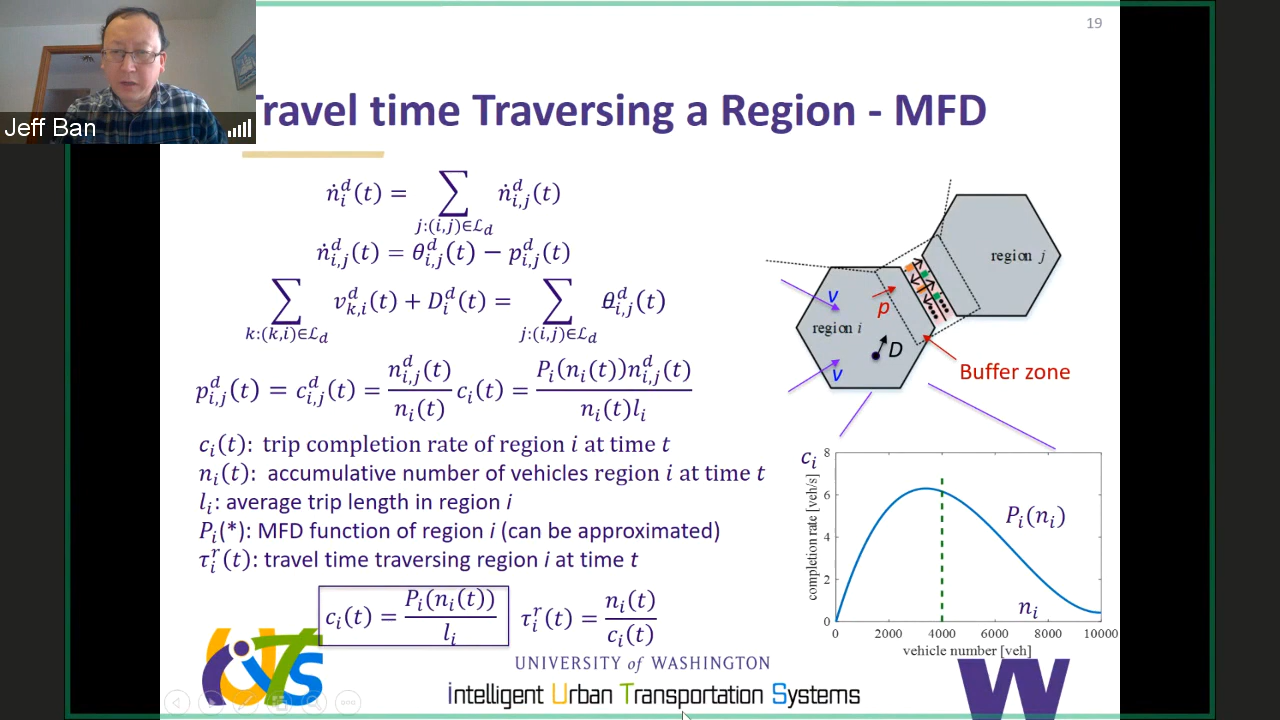 19
Jeff Ban
Travel time Traversing a Region - MFD
ṅ_i^d(t) = ∑_{j:(i,j)∈ℒ_d} ṅ_{i,j}^d(t)
ṅ_{i,j}^d(t) = θ_{i,j}^d(t) − p_{i,j}^d(t)
∑_{k:(k,i)∈ℒ_d} v_{k,i}^d(t) + D_i^d(t) = ∑_{j:(i,j)∈ℒ_d} θ_{i,j}^d(t)
p_{i,j}^d(t) = c_{i,j}^d(t) = n_{i,j}^d(t)/n_i(t) c_i(t) = P_i(n_i(t))n_{i,j}^d(t)/n_i(t)l_i
c_i(t): trip completion rate of region i at time t
n_i(t): accumulative number of vehicles region i at time t
l_i: average trip length in region i
P_i(*): MFD function of region i (can be approximated)
τ_i^r(t): travel time traversing region i at time t
c_i(t) = P_i(n_i(t))/l_i
τ_i^r(t) = n_i(t)/c_i(t)
region j
v
p
region i
D
v
Buffer zone
c_i
8
6
4
2
0
completion rate [veh/s]
P_i(n_i)
n_i
0 2000 4000 6000 8000 10000
vehicle number [veh]
UNIVERSITY of WASHINGTON
Intelligent Urban Transportation Systems
W